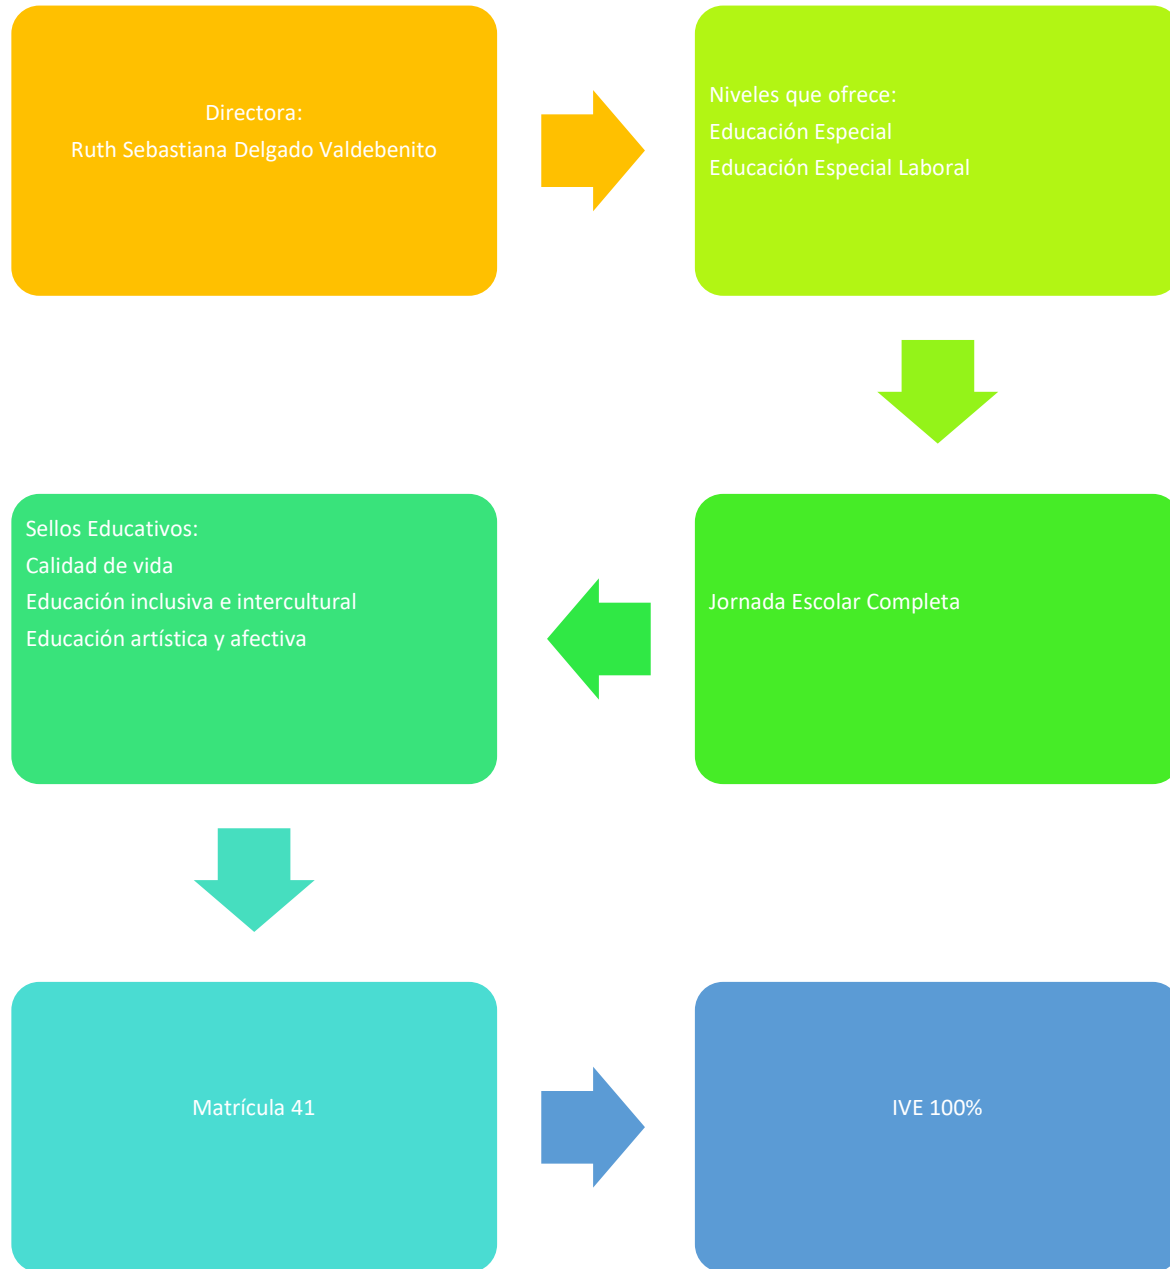 Directora:
Ruth Sebastiana Delgado Valdebenito
Niveles que ofrece:
Educación Especial
Educación Especial Laboral
Jornada Escolar Completa
Sellos Educativos:
Calidad de vida
Educación inclusiva e intercultural
Educación artística y afectiva
Matrícula 41
IVE 100%